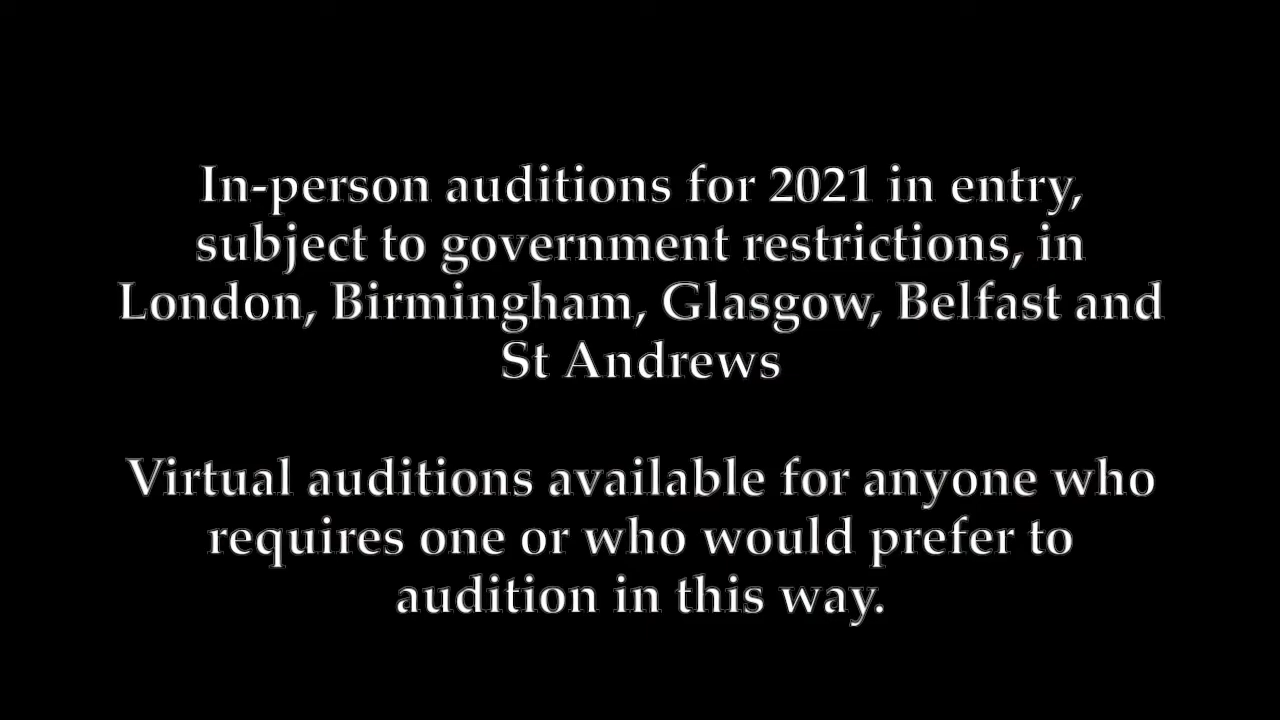 In-person auditions for 2021 in entry,
subject to government restrictions, in
London, Birmingham, Glasgow, Belfast and
St Andrews
Virtual auditions available for anyone who
requires one or who would prefer to
audition in this way.